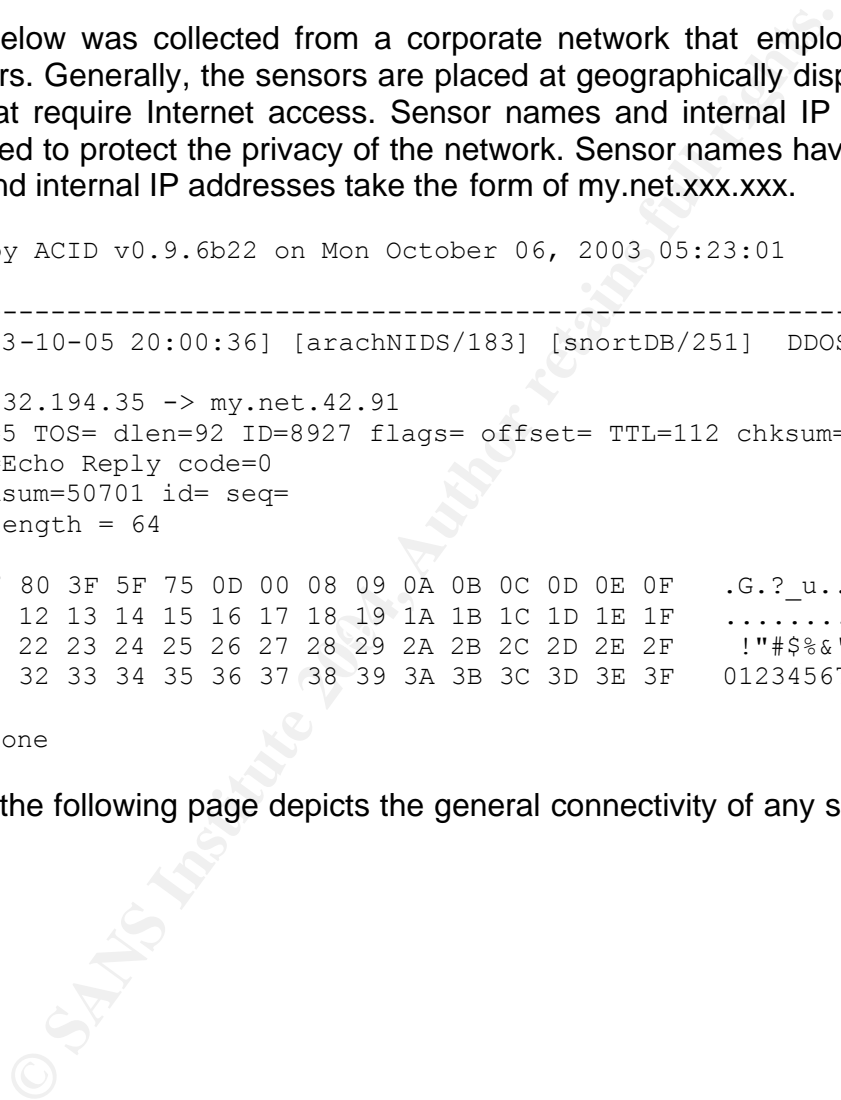 elow was collected from a corporate network that emplo
rs. Generally, the sensors are placed at geographically disp
at require Internet access. Sensor names and internal IP
ed to protect the privacy of the network. Sensor names hav
nd internal IP addresses take the form of my.net.xxx.xxx.
y ACID v0.9.6b22 on Mon October 06, 2003 05:23:01
------------------------------------------------------
3-10-05 20:00:36] [arachNIDS/183] [snortDB/251] DDOS
32.194.35 -> my.net.42.91
5 TOS= dlen=92 ID=8927 flags= offset= TTL=112 chksum=
Echo Reply code=0
sum=50701 id= seq=
ength = 64
80 3F 5F 75 0D 00 08 09 0A 0B 0C 0D 0E 0F .G.?_u..
12 13 14 15 16 17 18 19 1A 1B 1C 1D 1E 1F ........
22 23 24 25 26 27 28 29 2A 2B 2C 2D 2E 2F !"#$%&'
32 33 34 35 36 37 38 39 3A 3B 3C 3D 3E 3F 01234567
one
the following page depicts the general connectivity of any s
© SANS Institute 2004, Author retains full rights.